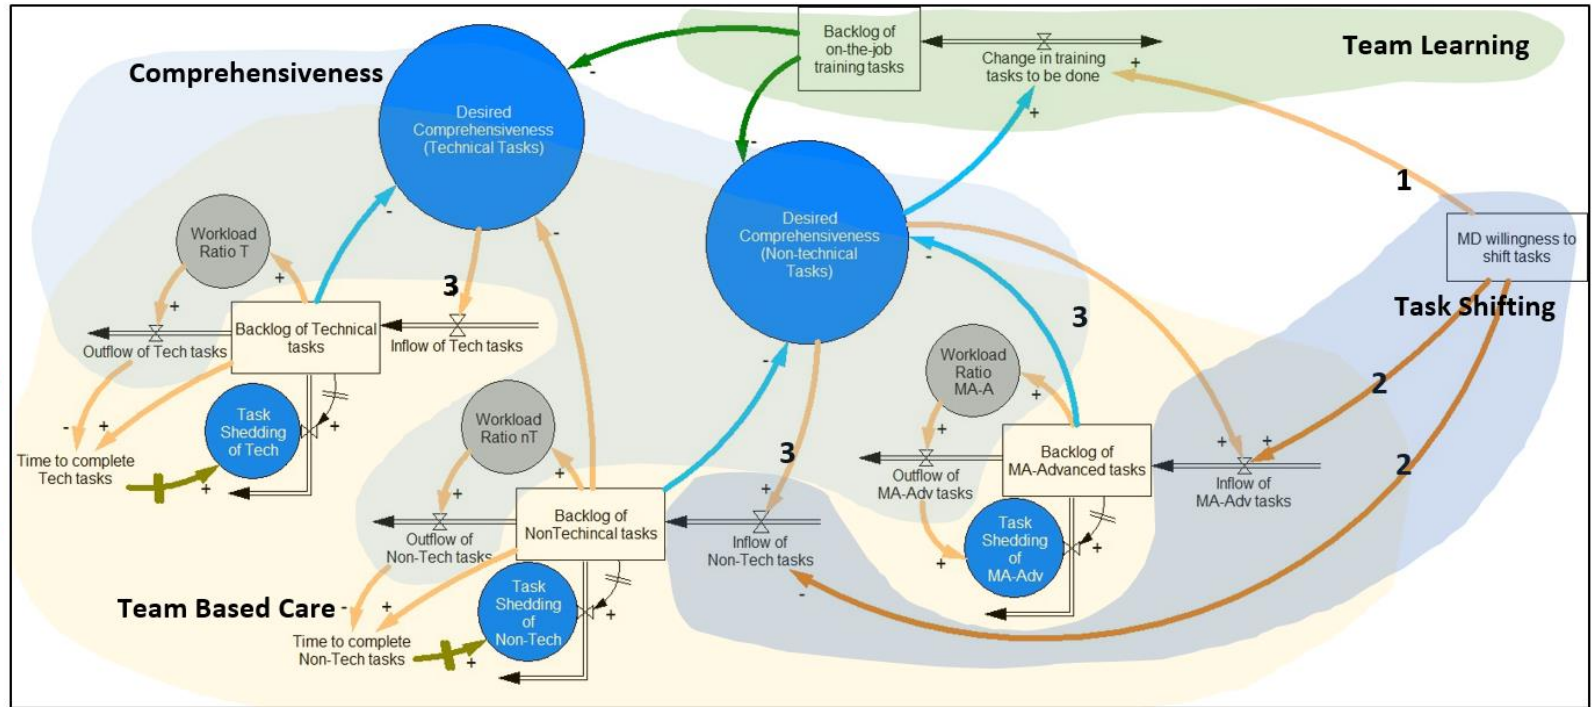 Comprehensiveness
Desired
Comprehensiveness
(Technical Tasks)
-
-
-
Backlog of
on-the-job
training tasks
Change in training
tasks to be done
+
+
Team Learning
-
Desired
Comprehensiveness
(Non-technical
Tasks)
-
-
1
MD willingness to
shift tasks
Task Shifting
Workload
Ratio T
+
+
Backlog of Technical
tasks
Outflow of Tech tasks
3
Inflow of Tech tasks
Task
Shedding
of Tech
+
-
+
Time to complete
Tech tasks
+
Workload
Ratio nT
+
+
Backlog of
NonTechincal tasks
Outflow of
Non-Tech tasks
3
+
Inflow of
Non-Tech tasks
-
Team Based Care
-
+
Time to complete
Non-Tech tasks
+
Task
Shedding
of
Non-Tech
+
3
Workload
Ratio
MA-A
+
+
Backlog of
MA-Advanced tasks
Outflow of
MA-Adv tasks
+
Task
Shedding
of
MA-Adv
+
2
2
+
+
Inflow of
MA-Adv tasks